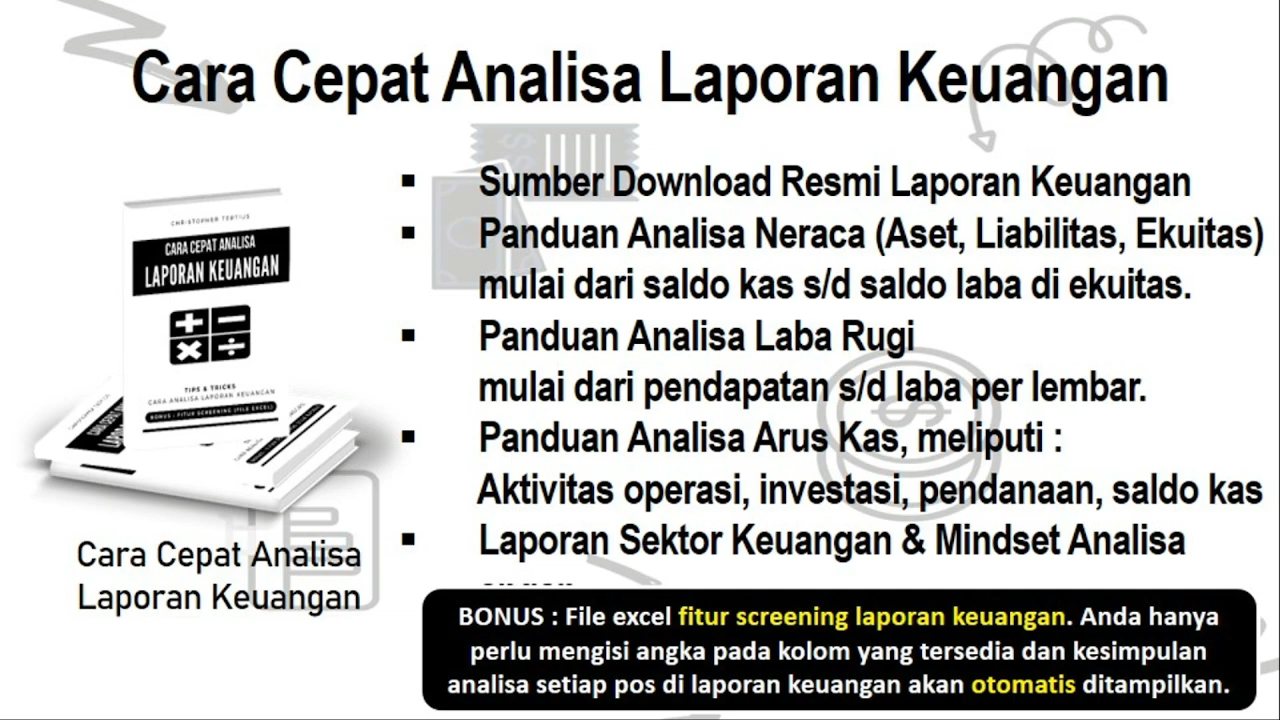 Cara Cepat Analisa Laporan Keuangan
CHRISTOPHER TERTIUS
CARA CEPAT ANALISA
LAPORAN KEUANGAN
TIPS & TRICKS
CARA ANALISA LAPORAN KEUANGAN
BONUS : FITUR SCREENING (FILE EXCEL)
Cara Cepat Analisa
Laporan Keuangan
▪ Sumber Download Resmi Laporan Keuangan
▪ Panduan Analisa Neraca (Aset, Liabilitas, Ekuitas)
mulai dari saldo kas s/d saldo laba di ekuitas.
▪ Panduan Analisa Laba Rugi
mulai dari pendapatan s/d laba per lembar.
▪ Panduan Analisa Arus Kas, meliputi :
Aktivitas operasi, investasi, pendanaan, saldo kas
▪ Laporan Sektor Keuangan & Mindset Analisa
BONUS : File excel fitur screening laporan keuangan. Anda hanya
perlu mengisi angka pada kolom yang tersedia dan kesimpulan
analisa setiap pos di laporan keuangan akan otomatis ditampilkan.